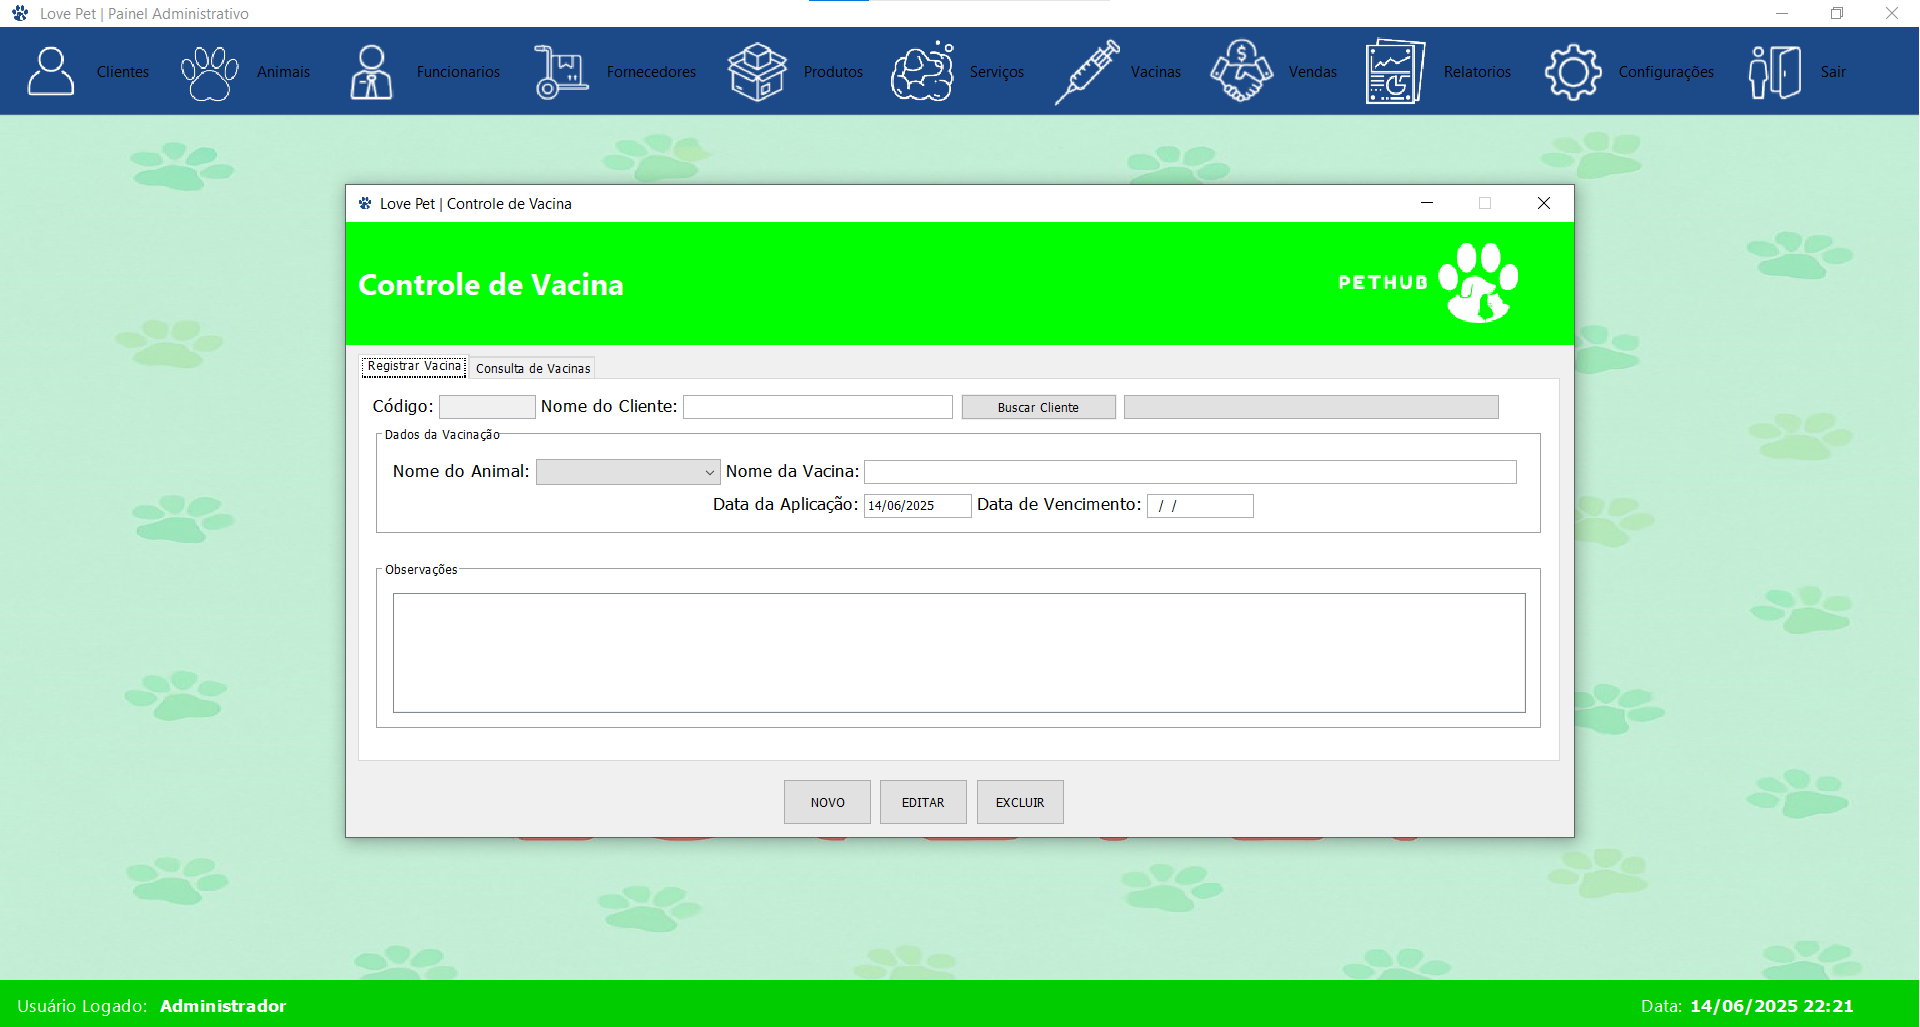 Love Pet | Painel Administrativo
Clientes Animais Funcionarios Fornecedores Produtos Serviços Vacinas Vendas Relatorios Configurações Sair
Love Pet | Controle de Vacina
Controle de Vacina
PETHUB
Registrar Vacina Consulta de Vacinas
Código: Nome do Cliente: Buscar Cliente
Dados da Vacinação
Nome do Animal: Nome da Vacina:
Data da Aplicação: 14/06/2025 Data de Vencimento: / /
Observações
NOVO EDITAR EXCLUIR
Usuário Logado: Administrador Data: 14/06/2025 22:21